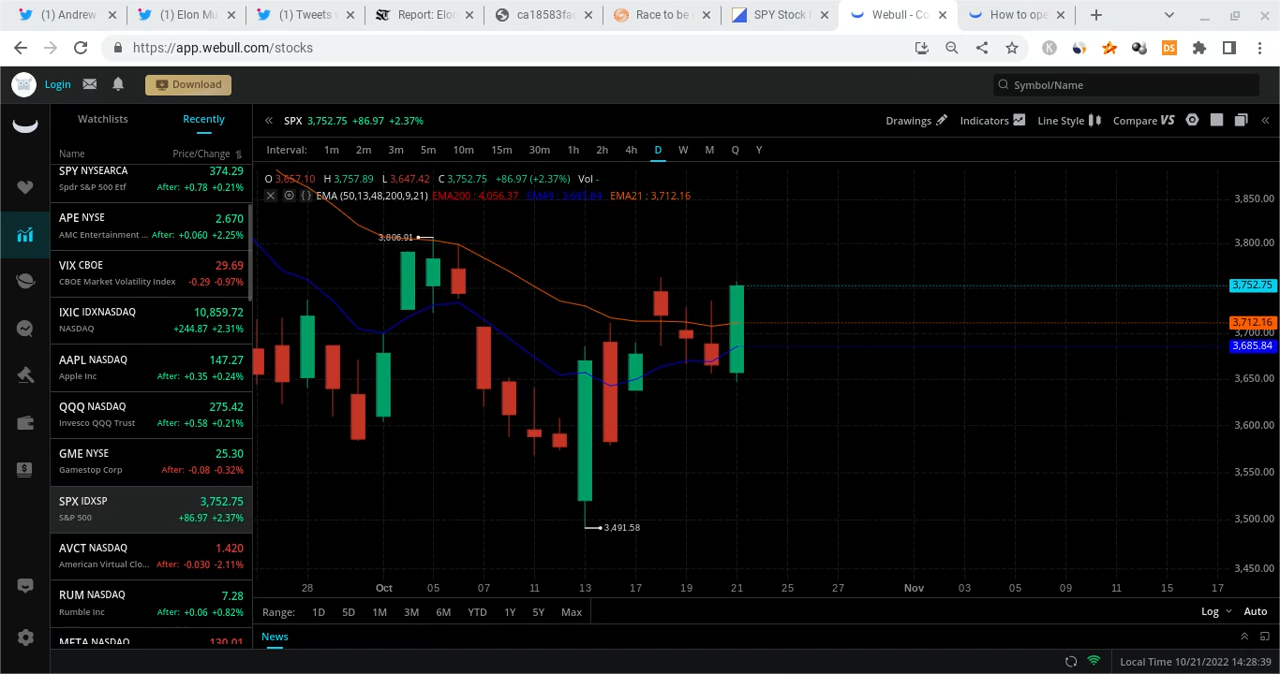 (1) Andrew
(1) Elon Mu
(1) Tweets
Report: Elon
ca18583fa
Race to be
SPY Stock
Webull - Co
How to ope
https://app.webull.com/stocks
K
DS
Login
Download
Symbol/Name
Watchlists
Recently
Name
Price/Change
SPY NYSEARCA
374.29
Spdr S&P 500 Etf
After: +0.78 +0.21%
APE NYSE
2.670
AMC Entertainment ...
After: +0.060 +2.25%
VIX CBOE
29.69
CBOE Market Volatility Index
-0.29 -0.97%
IXIC IDXNASDAQ
10,859.72
NASDAQ
+244.87 +2.31%
AAPL NASDAQ
147.27
Apple Inc
After: +0.35 +0.24%
QQQ NASDAQ
275.42
Invesco QQQ Trust
After: +0.58 +0.21%
GME NYSE
25.30
Gamestop Corp
After: -0.08 -0.32%
SPX IDXSP
3,752.75
S&P 500
+86.97 +2.37%
AVCT NASDAQ
1.420
American Virtual Clo...
After: -0.030 -2.11%
RUM NASDAQ
7.28
Rumble Inc
After: +0.06 +0.82%
META NASDAQ
130.01
SPX 3,752.75 +86.97 +2.37%
Drawings
Indicators
Line Style
Compare VS
Interval: 1m 2m 3m 5m 10m 15m 30m 1h 2h 4h D W M Q Y
O 3,657.10 H 3,757.89 L 3,647.42 C 3,752.75 +86.97 (+2.37%) Vol -
EMA (50,13,48,200,9,21) EMA200 : 4,056.37 EMA9 : 3,685.84 EMA21 : 3,712.16
3,806.91
3,491.58
3,850.00
3,800.00
3,752.75
3,712.16
3,700.00
3,685.84
3,650.00
3,600.00
3,550.00
3,500.00
3,450.00
28 Oct 05 07 11 13 17 19 21 25 27 Nov 03 05 09 11 15 17
Range: 1D 5D 1M 3M 6M YTD 1Y 5Y Max
Log
Auto
News
Local Time 10/21/2022 14:28:39